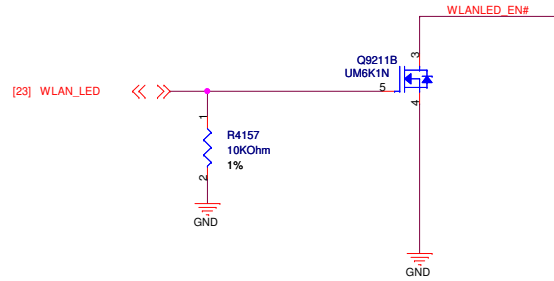 WLANLED_EN#
3
Q9211B
UM6K1N
5
[23] WLAN_LED
4
1
R4157
10KOhm
1%
2
GND
GND